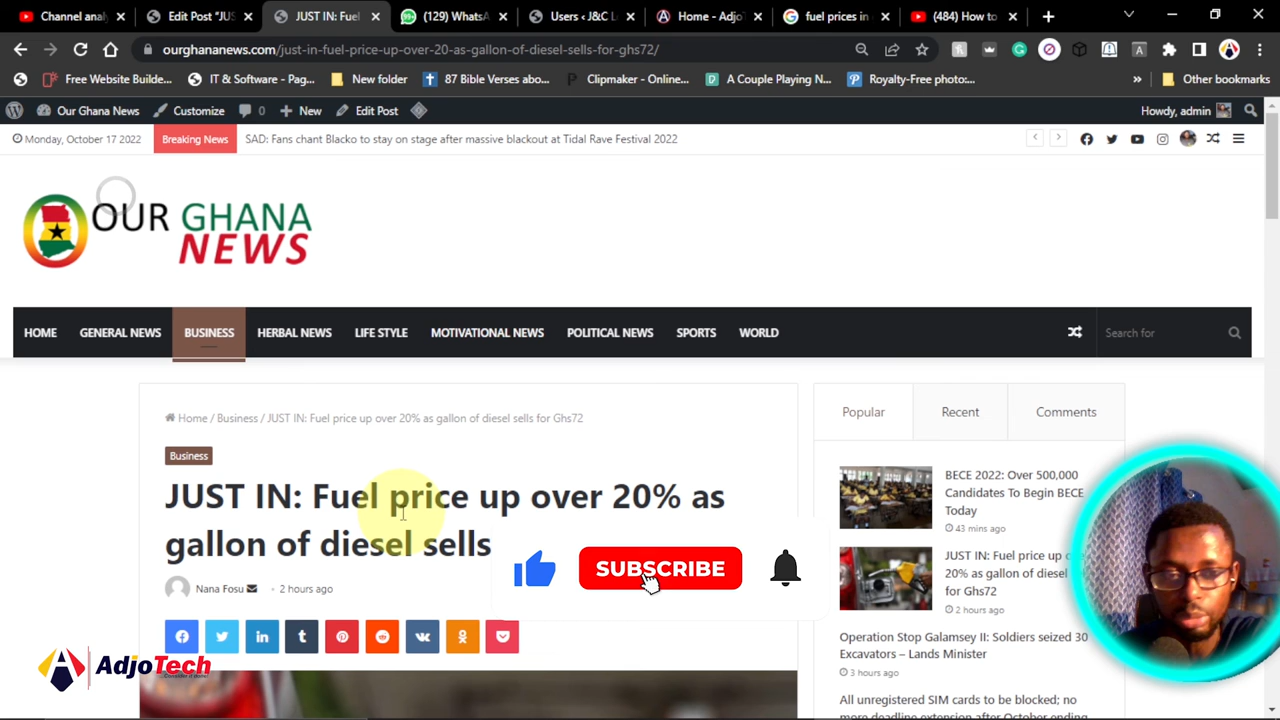 Channel analy
Edit Post "JUS
JUST IN: Fuel
(129) WhatsA
Users ‹ J&C L
Home - AdjoT
fuel prices in
(484) How to
ourghananews.com/just-in-fuel-price-up-over-20-as-gallon-of-diesel-sells-for-ghs72/
Free Website Builde...
IT & Software - Pag...
New folder
87 Bible Verses abo...
Clipmaker - Online...
A Couple Playing N...
Royalty-Free photo:...
»
Other bookmarks
Our Ghana News
Customize
0
New
Edit Post
Howdy, admin
Monday, October 17 2022
Breaking News
SAD: Fans chant Blacko to stay on stage after massive blackout at Tidal Rave Festival 2022
OUR GHANA
NEWS
HOME
GENERAL NEWS
BUSINESS
HERBAL NEWS
LIFE STYLE
MOTIVATIONAL NEWS
POLITICAL NEWS
SPORTS
WORLD
Search for
Home / Business / JUST IN: Fuel price up over 20% as gallon of diesel sells for Ghs72
Business
JUST IN: Fuel price up over 20% as
gallon of diesel sells
Nana Fosu
2 hours ago
SUBSCRIBE
Popular
Recent
Comments
BECE 2022: Over 500,000
Candidates To Begin BECE
Today
43 mins ago
JUST IN: Fuel price up
20% as gallon of diesel sells
for Ghs72
2 hours ago
Operation Stop Galamsey II: Soldiers seized 30
Excavators – Lands Minister
3 hours ago
All unregistered SIM cards to be blocked; no
more deadline extension after October ending
AdjoTech